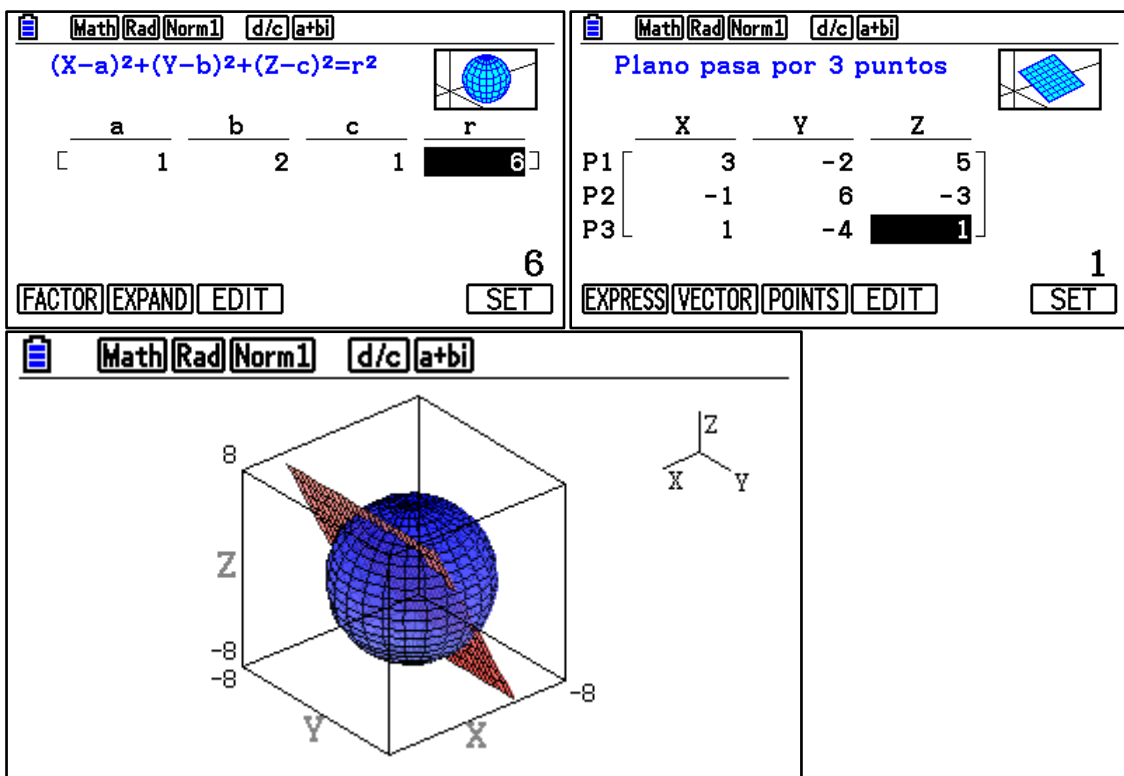 Math Rad Norm1 d/c a+bi
(X-a)²+(Y-b)²+(Z-c)²=r²
a b c r
[ 1 2 1 6 ]
6
FACTOR EXPAND EDIT SET
Math Rad Norm1 d/c a+bi
Plano pasa por 3 puntos
X Y Z
P1 3 -2 5
P2 -1 6 -3
P3 1 -4 1
1
EXPRESS VECTOR POINTS EDIT SET
Math Rad Norm1 d/c a+bi
8
Z
X Y
Z
-8
-8
-8
Y X